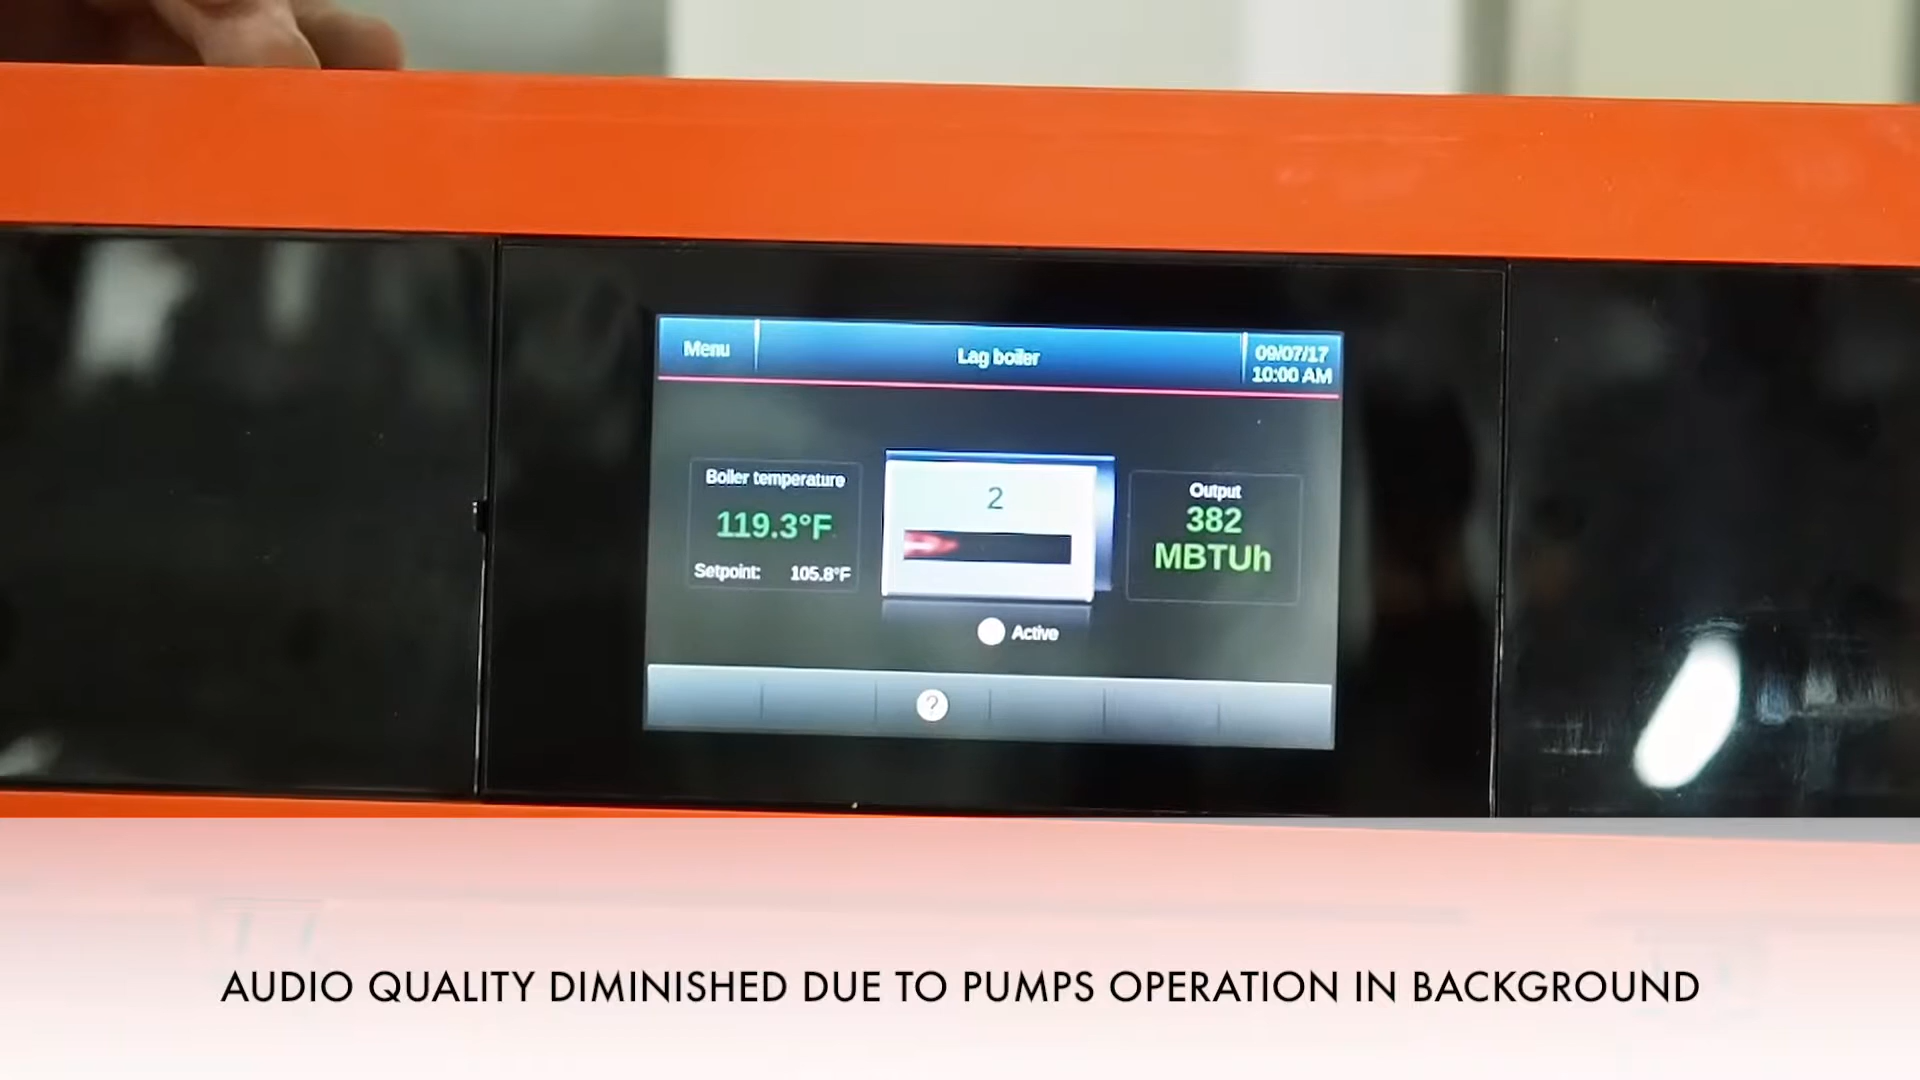 Menu
Lag boiler
09/07/17
10:00 AM
Boiler temperature
119.3°F
Setpoint: 105.8°F
2
Output
382
MBTUh
Active
?
AUDIO QUALITY DIMINISHED DUE TO PUMPS OPERATION IN BACKGROUND